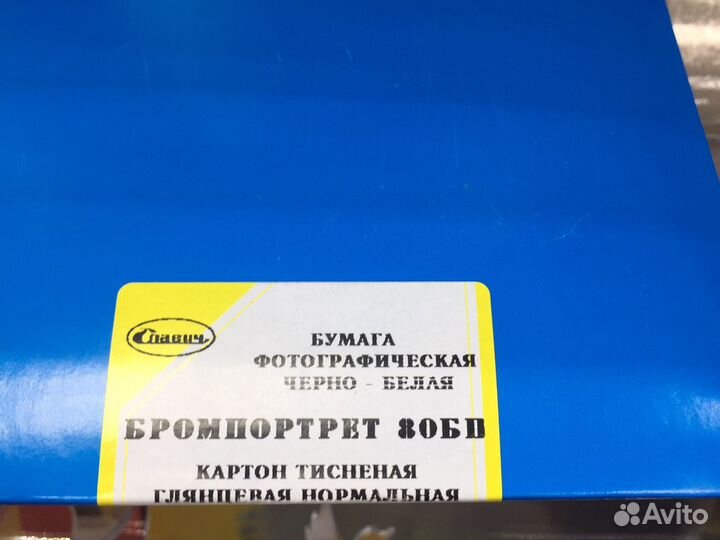 Славич
БУМАГА
ФОТОГРАФИЧЕСКАЯ
ЧЕРНО - БЕЛАЯ
БРОМПОРТРЕТ 80БП
КАРТОН ТИСНЕНАЯ
ГЛЯНЦЕВАЯ НОРМАЛЬНАЯ
Avito